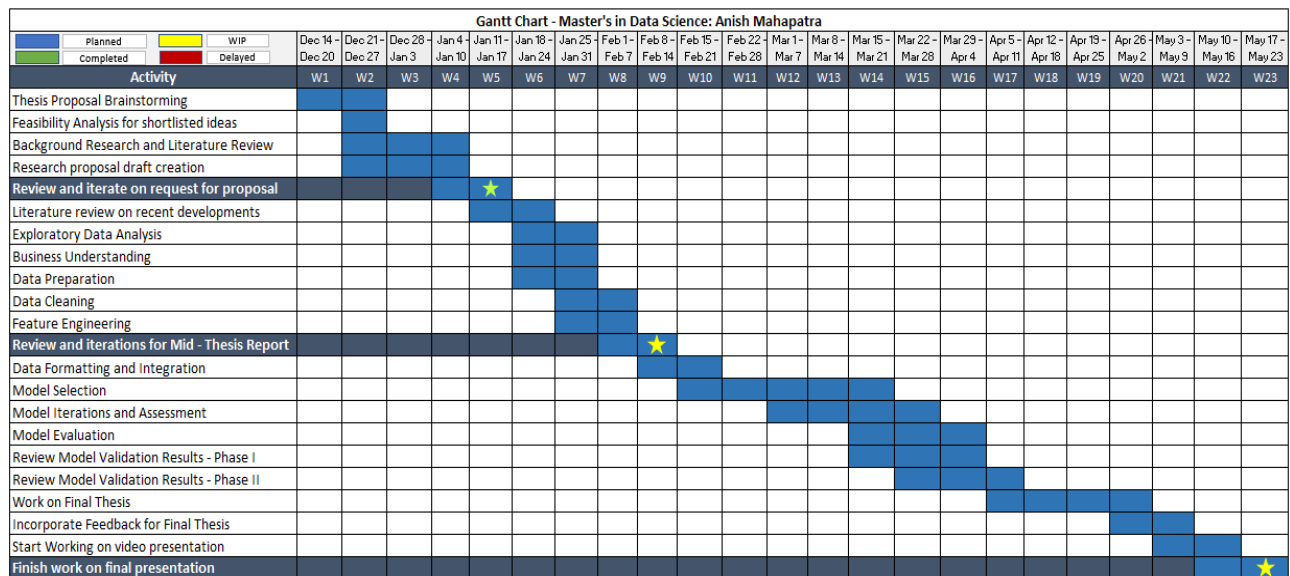 Gantt Chart - Master's in Data Science: Anish Mahapatra
Planned WIP Dec 14 - Dec 21 - Dec 28 - Jan 4 - Jan 11 - Jan 18 - Jan 25 - Feb 1 - Feb 8 - Feb 15 - Feb 22 - Mar 1 - Mar 8 - Mar 15 - Mar 22 - Mar 29 - Apr 5 - Apr 12 - Apr 19 - Apr 26 - May 3 - May 10 - May 17 -
Completed Delayed Dec 20 Dec 27 Jan 3 Jan 10 Jan 17 Jan 24 Jan 31 Feb 7 Feb 14 Feb 21 Feb 28 Mar 7 Mar 14 Mar 21 Mar 28 Apr 4 Apr 11 Apr 18 Apr 25 May 2 May 9 May 16 May 23
Activity W1 W2 W3 W4 W5 W6 W7 W8 W9 W10 W11 W12 W13 W14 W15 W16 W17 W18 W19 W20 W21 W22 W23
Thesis Proposal Brainstorming
Feasibility Analysis for shortlisted ideas
Background Research and Literature Review
Research proposal draft creation
Review and iterate on request for proposal
Literature review on recent developments
Exploratory Data Analysis
Business Understanding
Data Preparation
Data Cleaning
Feature Engineering
Review and iterations for Mid - Thesis Report
Data Formatting and Integration
Model Selection
Model Iterations and Assessment
Model Evaluation
Review Model Validation Results - Phase I
Review Model Validation Results - Phase II
Work on Final Thesis
Incorporate Feedback for Final Thesis
Start Working on video presentation
Finish work on final presentation